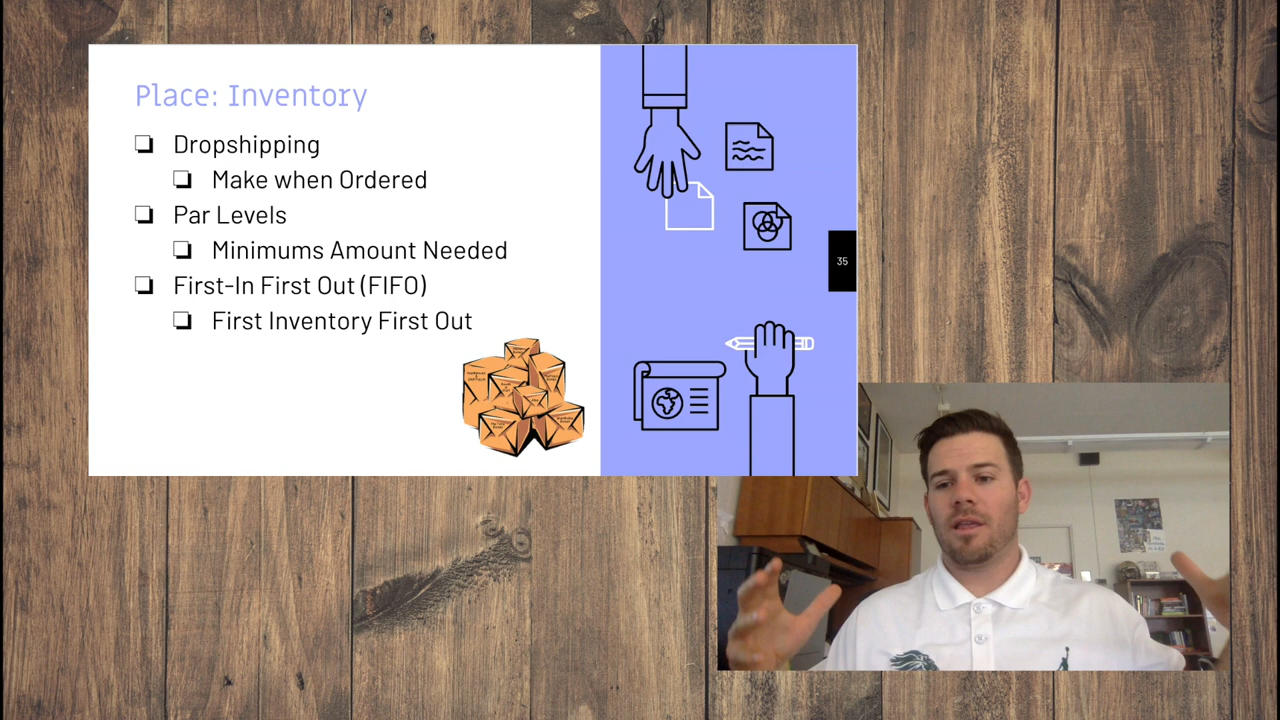 Place: Inventory
Dropshipping
Make when Ordered
Par Levels
Minimums Amount Needed
First-In First Out (FIFO)
First Inventory First Out
35